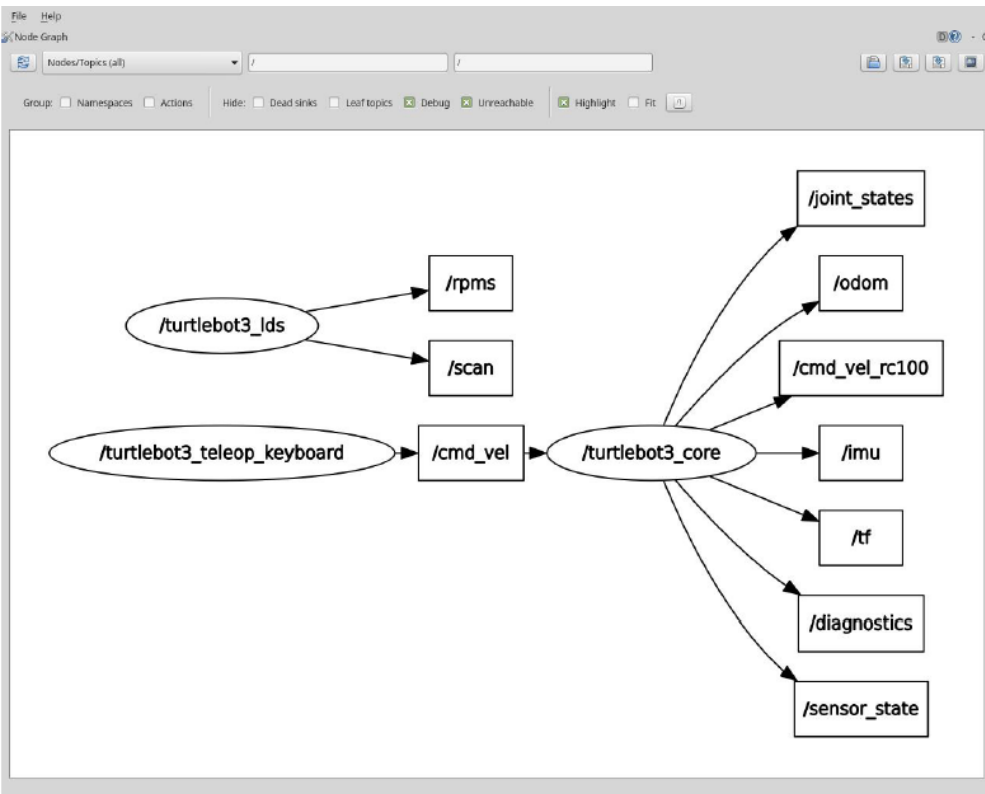 File Help
Node Graph
D
Nodes/Topics (all) / /
Group: Namespaces Actions Hide: Dead sinks Leaf topics Debug Unreachable Highlight Fit
/joint_states
/rpms
/odom
/turtlebot3_lds
/scan
/cmd_vel_rc100
/turtlebot3_teleop_keyboard
/cmd_vel
/turtlebot3_core
/imu
/tf
/diagnostics
/sensor_state